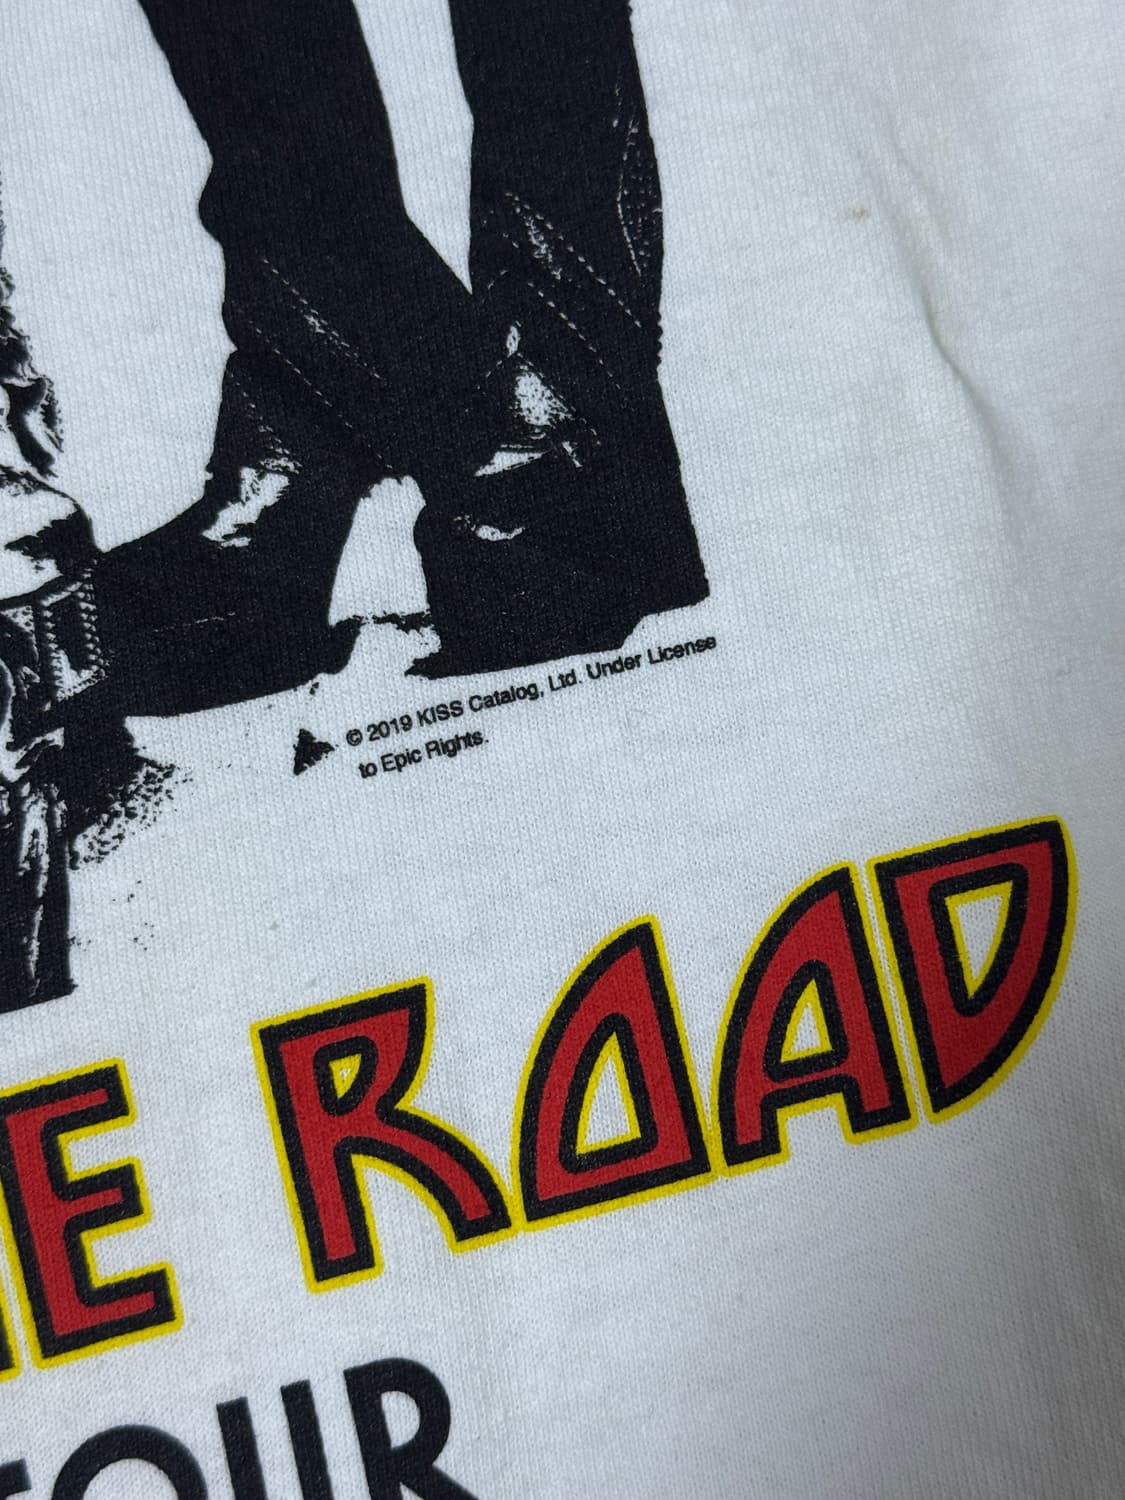 © 2019 KISS Catalog, Ltd. Under License
to Epic Rights.
E ROAD
TOUR